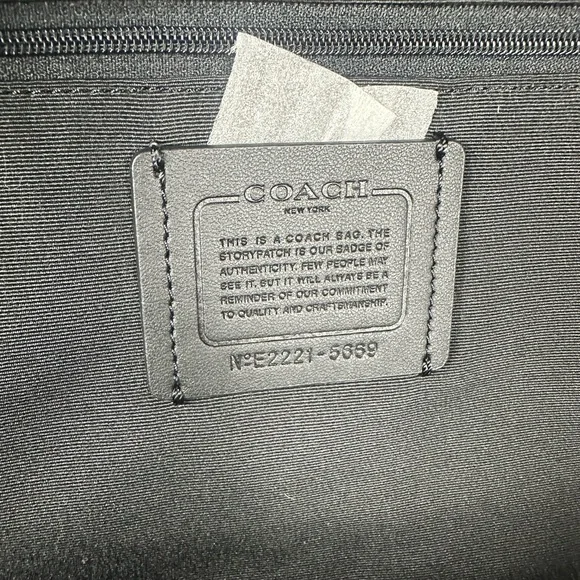 COACH
NEW YORK
THIS IS A COACH BAG. THE
STORYPATCH IS OUR BADGE OF
AUTHENTICITY. FEW PEOPLE MAY
SEE IT. BUT IT WILL ALWAYS BE A
REMINDER OF OUR COMMITMENT
TO QUALITY AND CRAFTSMANSHIP.
NºE2221-5669